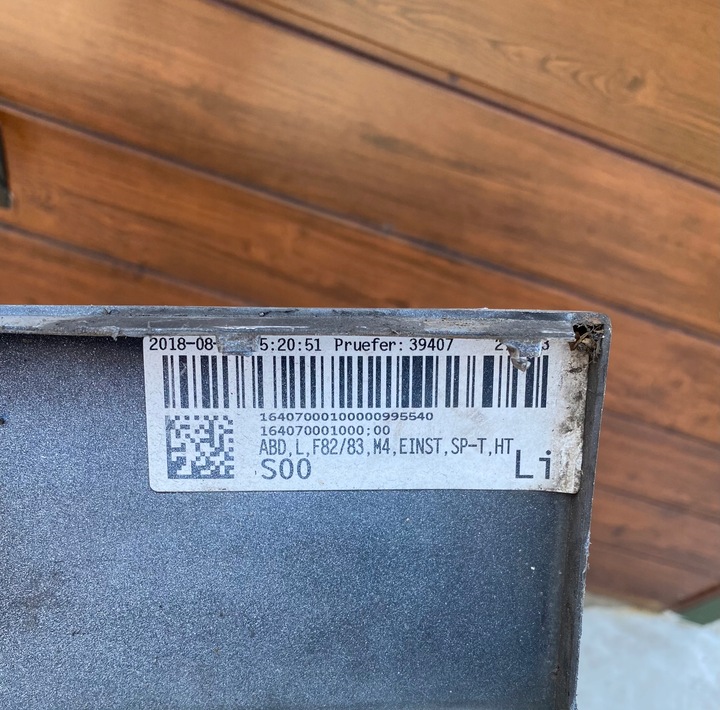 2018-08- 5:20:51 Pruefer: 39407
16407000100000995540
164070001000:00
ABD,L,F82/83,M4,EINST,SP-T,HT
S00 Li